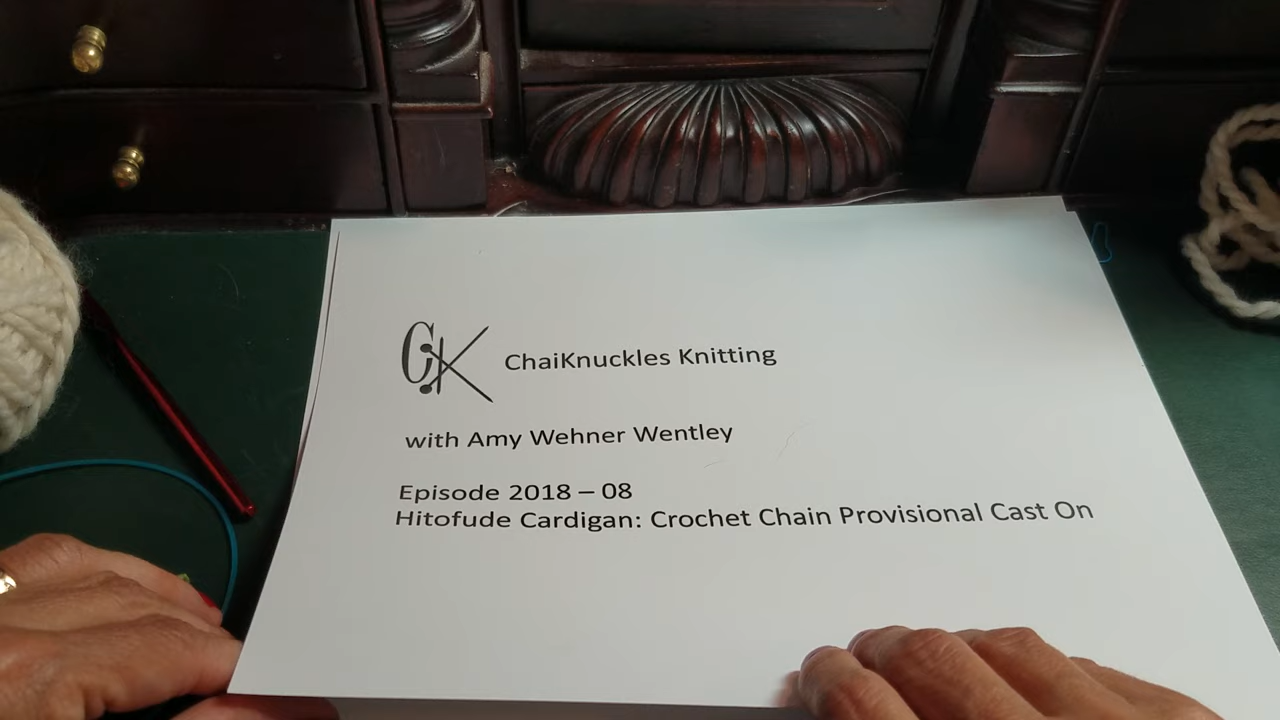 CK ChaiKnuckles Knitting
with Amy Wehner Wentley
Episode 2018 – 08
Hitofude Cardigan: Crochet Chain Provisional Cast On